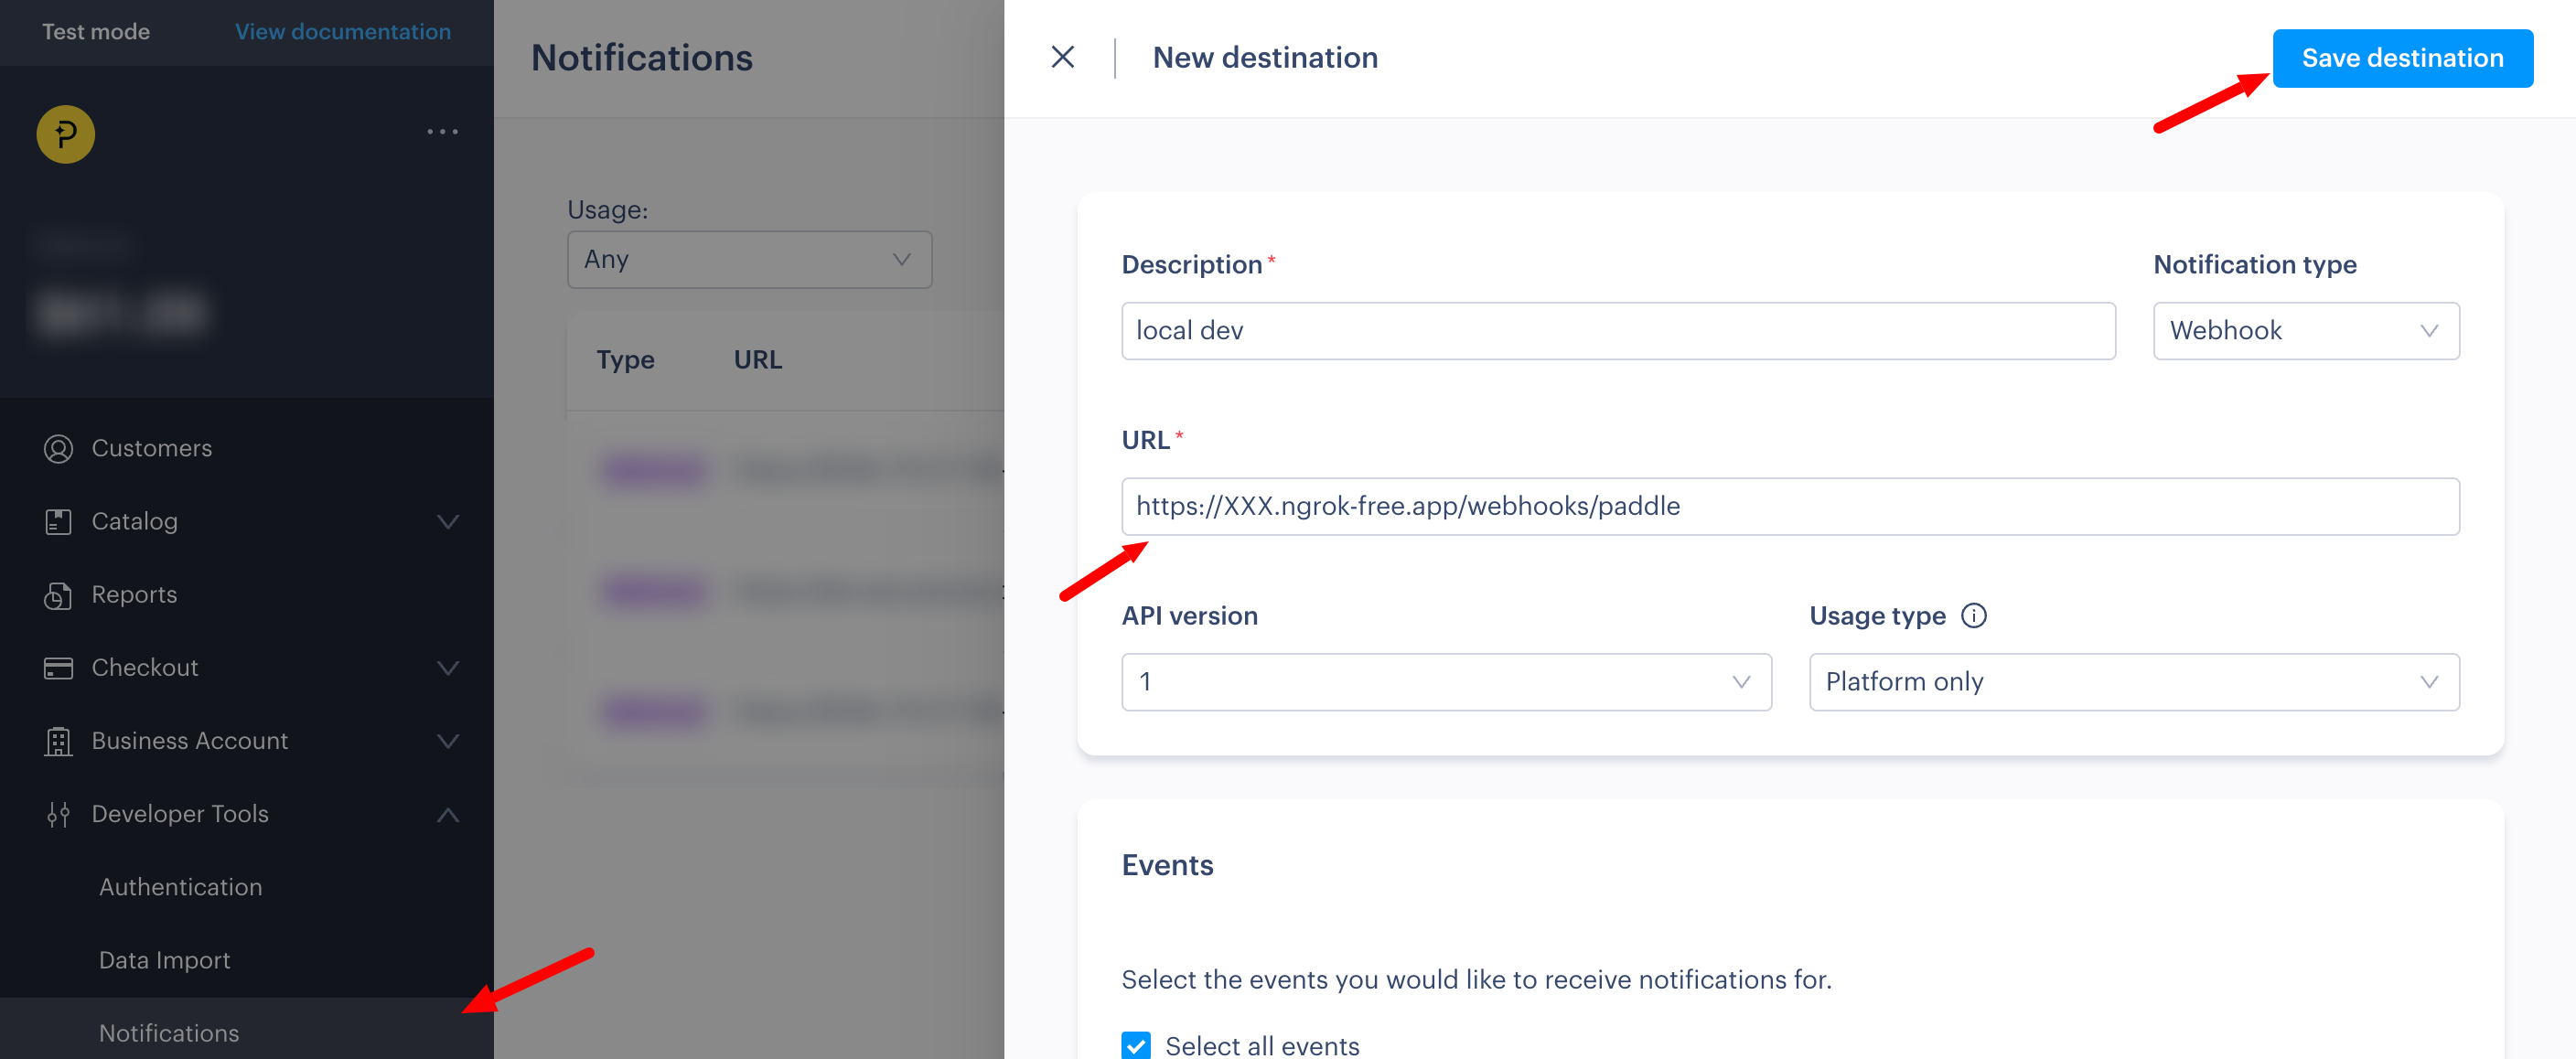 Test mode
View documentation
Customers
Catalog
Reports
Checkout
Business Account
Developer Tools
Authentication
Data Import
Notifications
Notifications
Usage:
Any
Type URL
New destination
Save destination
Description*
local dev
Notification type
Webhook
URL*
https://XXX.ngrok-free.app/webhooks/paddle
API version
1
Usage type
Platform only
Events
Select the events you would like to receive notifications for.
Select all events